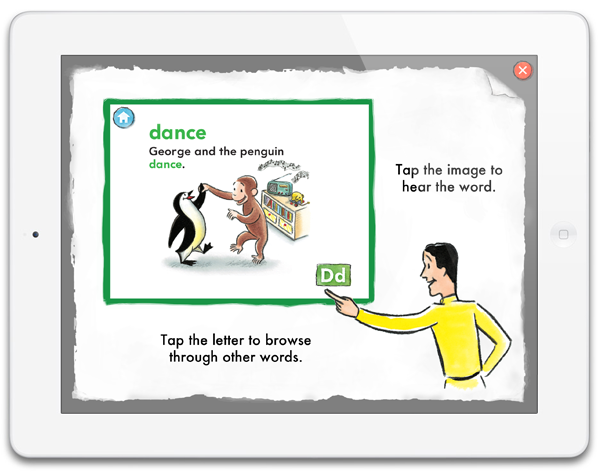 dance
George and the penguin
dance.
Dd
Tap the image to
hear the word.
Tap the letter to browse
through other words.